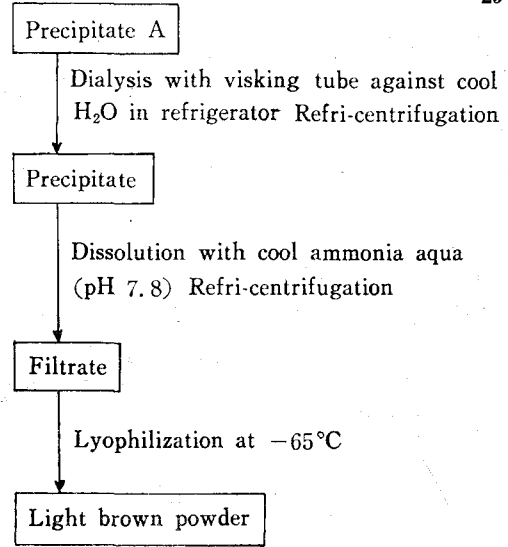 Precipitate A
Dialysis with visking tube against cool
H₂O in refrigerator Refri-centrifugation
Precipitate
Dissolution with cool ammonia aqua
(pH 7.8) Refri-centrifugation
Filtrate
Lyophilization at −65°C
Light brown powder